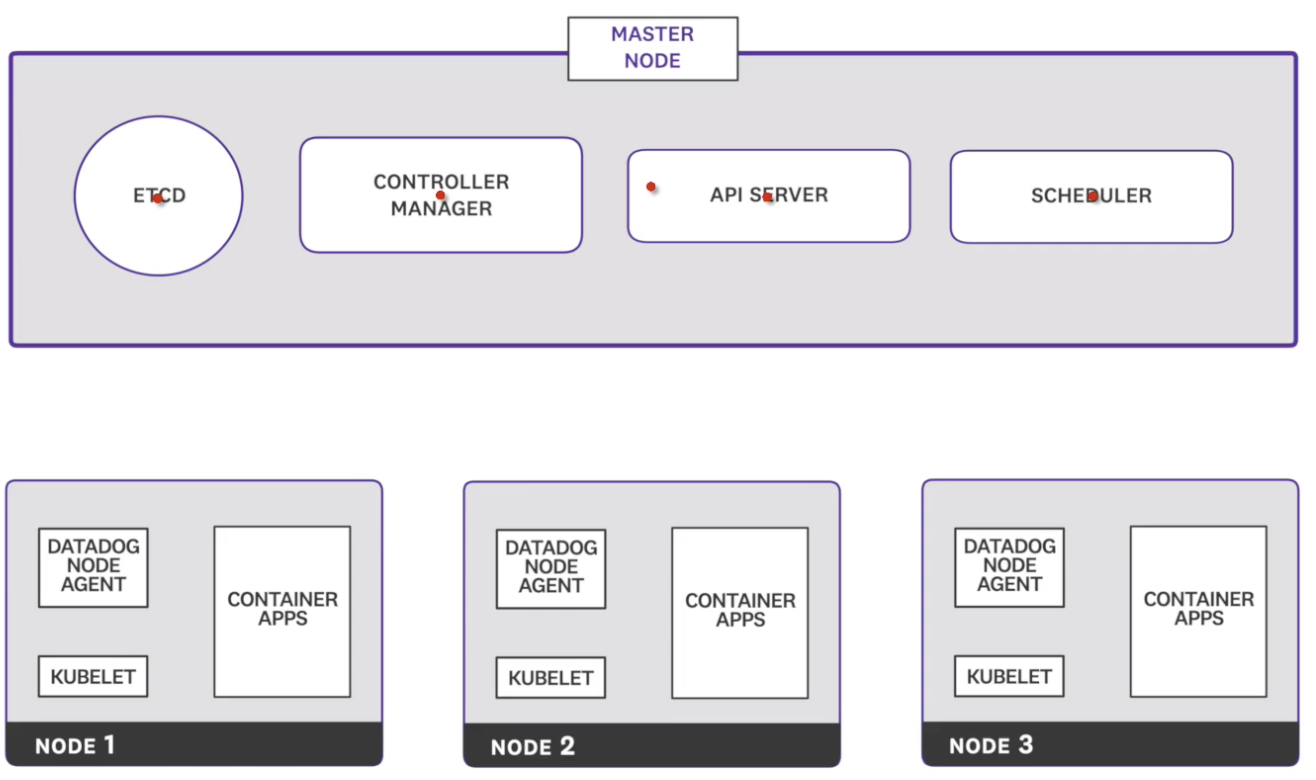 MASTER
NODE
ETCD
CONTROLLER
MANAGER
API SERVER
SCHEDULER
DATADOG
NODE
AGENT
CONTAINER
APPS
KUBELET
NODE 1
DATADOG
NODE
AGENT
CONTAINER
APPS
KUBELET
NODE 2
DATADOG
NODE
AGENT
CONTAINER
APPS
KUBELET
NODE 3